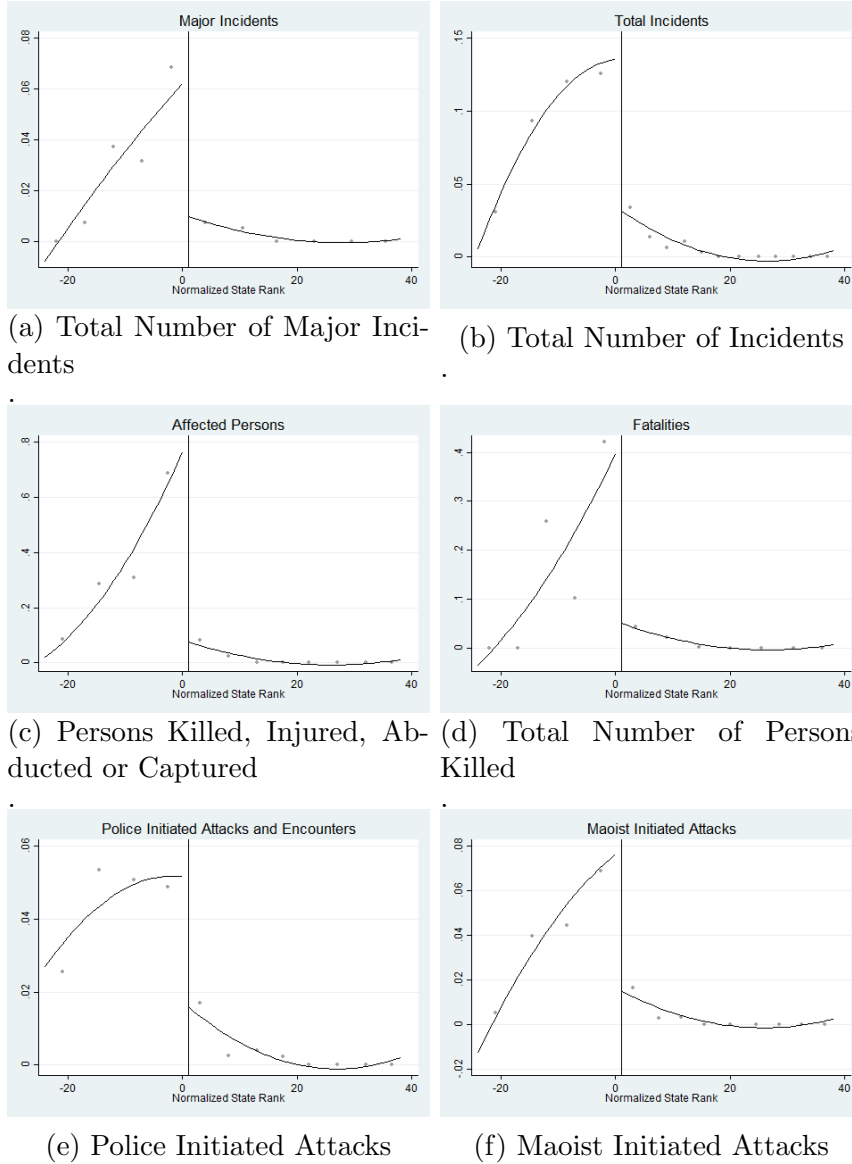 Major Incidents
.08
.06
.04
.02
0
-20 0 20 40
Normalized State Rank
Total Incidents
.15
.1
.05
0
-20 0 20 40
Normalized State Rank
(a) Total Number of Major Inci-
dents
.
(b) Total Number of Incidents
.
Affected Persons
.8
.6
.4
.2
0
-20 0 20 40
Normalized State Rank
Fatalities
.4
.3
.2
.1
0
-20 0 20 40
Normalized State Rank
(c) Persons Killed, Injured, Ab-
ducted or Captured
.
(d) Total Number of Persons
Killed
.
Police Initiated Attacks and Encounters
.06
.04
.02
0
-20 0 20 40
Normalized State Rank
Maoist Initiated Attacks
.08
.06
.04
.02
0
-.02
-20 0 20 40
Normalized State Rank
(e) Police Initiated Attacks
(f) Maoist Initiated Attacks